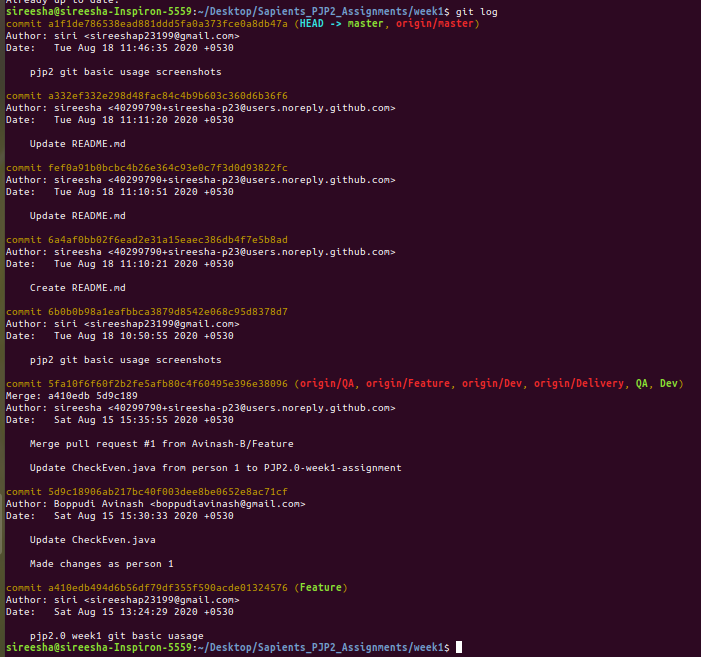 Already up to date.
sireesha@sireesha-Inspiron-5559:~/Desktop/Sapients_PJP2_Assignments/week1$ git log
commit a1f1de786538ead881ddd5fa0a373fce0a8db47a (HEAD -> master, origin/master)
Author: siri <sireeshap23199@gmail.com>
Date:   Tue Aug 18 11:46:35 2020 +0530
pjp2 git basic usage screenshots
commit a332ef332e298d48fac84c4b9b603c360d6b36f6
Author: sireesha <40299790+sireesha-p23@users.noreply.github.com>
Date:   Tue Aug 18 11:11:20 2020 +0530
Update README.md
commit fef0a91b0bcbc4b26e364c93e0c7f3d0d93822fc
Author: sireesha <40299790+sireesha-p23@users.noreply.github.com>
Date:   Tue Aug 18 11:10:51 2020 +0530
Update README.md
commit 6a4af0bb02f6ead2e31a15eaec386db4f7e5b8ad
Author: sireesha <40299790+sireesha-p23@users.noreply.github.com>
Date:   Tue Aug 18 11:10:21 2020 +0530
Create README.md
commit 6b0b0b98a1eafbbca3879d8542e068c95d8378d7
Author: siri <sireeshap23199@gmail.com>
Date:   Tue Aug 18 10:50:55 2020 +0530
pjp2 git basic usage screenshots
commit 5fa10f6f60f2b2fe5afb80c4f60495e396e38096 (origin/QA, origin/Feature, origin/Dev, origin/Delivery, QA, Dev)
Merge: a410edb 5d9c189
Author: sireesha <40299790+sireesha-p23@users.noreply.github.com>
Date:   Sat Aug 15 15:35:55 2020 +0530
Merge pull request #1 from Avinash-B/Feature
Update CheckEven.java from person 1 to PJP2.0-week1-assignment
commit 5d9c18906ab217bc40f003dee8be0652e8ac71cf
Author: Boppudi Avinash <boppudiavinash@gmail.com>
Date:   Sat Aug 15 15:30:33 2020 +0530
Update CheckEven.java
Made changes as person 1
commit a410edb494d6b56df79df355f590acde01324576 (Feature)
Author: siri <sireeshap23199@gmail.com>
Date:   Sat Aug 15 13:24:29 2020 +0530
pjp2.0 week1 git basic uasage
sireesha@sireesha-Inspiron-5559:~/Desktop/Sapients_PJP2_Assignments/week1$